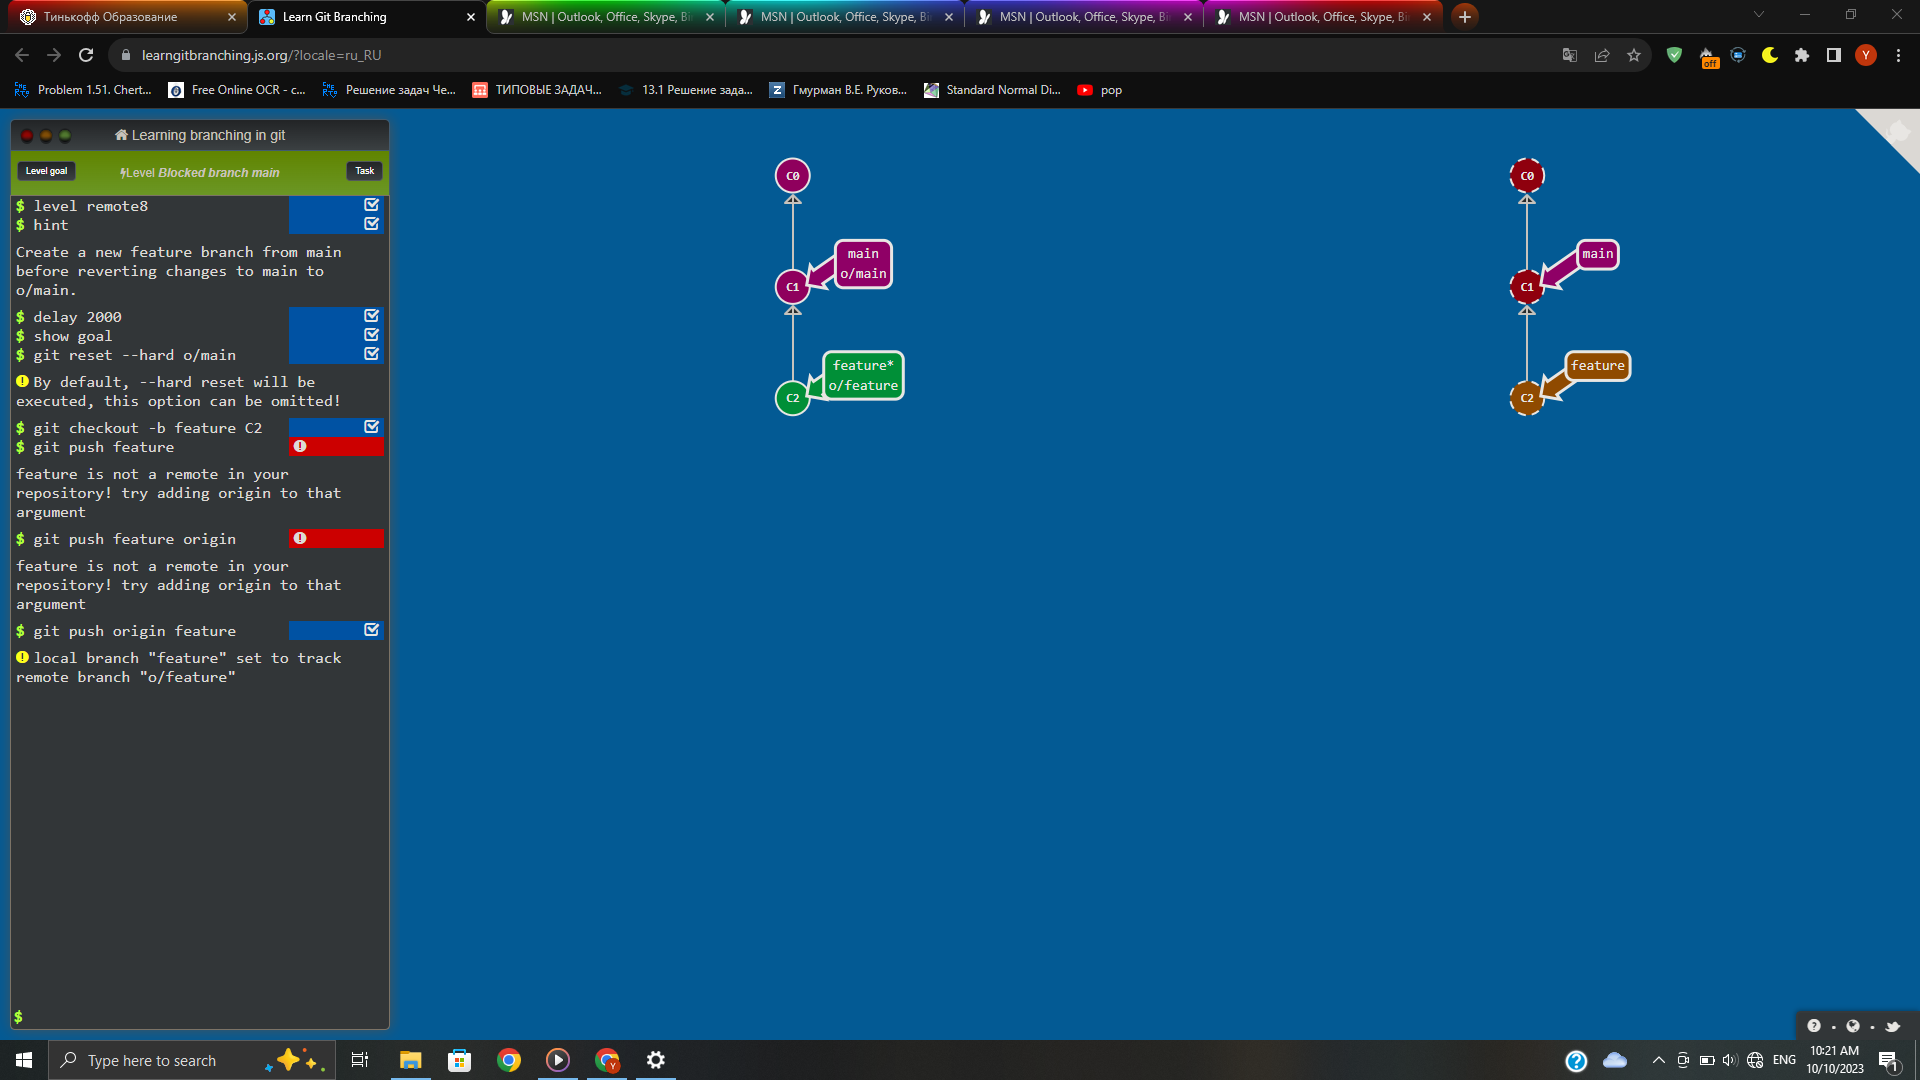 Тинькофф Образование
Learn Git Branching
MSN | Outlook, Office, Skype, Bi
MSN | Outlook, Office, Skype, Bi
MSN | Outlook, Office, Skype, Bi
MSN | Outlook, Office, Skype, Bi
learngitbranching.js.org/?locale=ru_RU
off
Y
Problem 1.51. Chert...
Free Online OCR - c...
Решение задач Че...
ТИПОВЫЕ ЗАДАЧ...
13.1 Решение зада...
Гмурман В.Е. Руков...
Standard Normal Di...
pop
Learning branching in git
Level goal
Level Blocked branch main
Task
$ level remote8
$ hint
Create a new feature branch from main
before reverting changes to main to
o/main.
$ delay 2000
$ show goal
$ git reset --hard o/main
By default, --hard reset will be
executed, this option can be omitted!
$ git checkout -b feature C2
$ git push feature
feature is not a remote in your
repository! try adding origin to that
argument
$ git push feature origin
feature is not a remote in your
repository! try adding origin to that
argument
$ git push origin feature
local branch "feature" set to track
remote branch "o/feature"
$
C0
main
o/main
C1
feature*
o/feature
C2
C0
main
C1
feature
C2
Type here to search
ENG
10:21 AM
10/10/2023
1